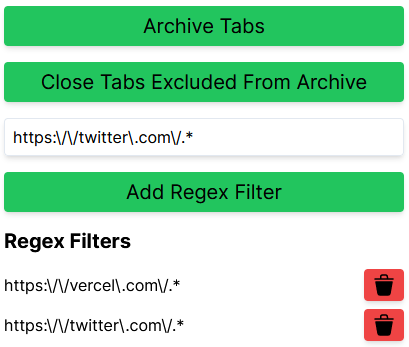 Archive Tabs
Close Tabs Excluded From Archive
https:\/\/twitter\.com\/.*
Add Regex Filter
Regex Filters
https:\/\/vercel\.com\/.*
https:\/\/twitter\.com\/.*